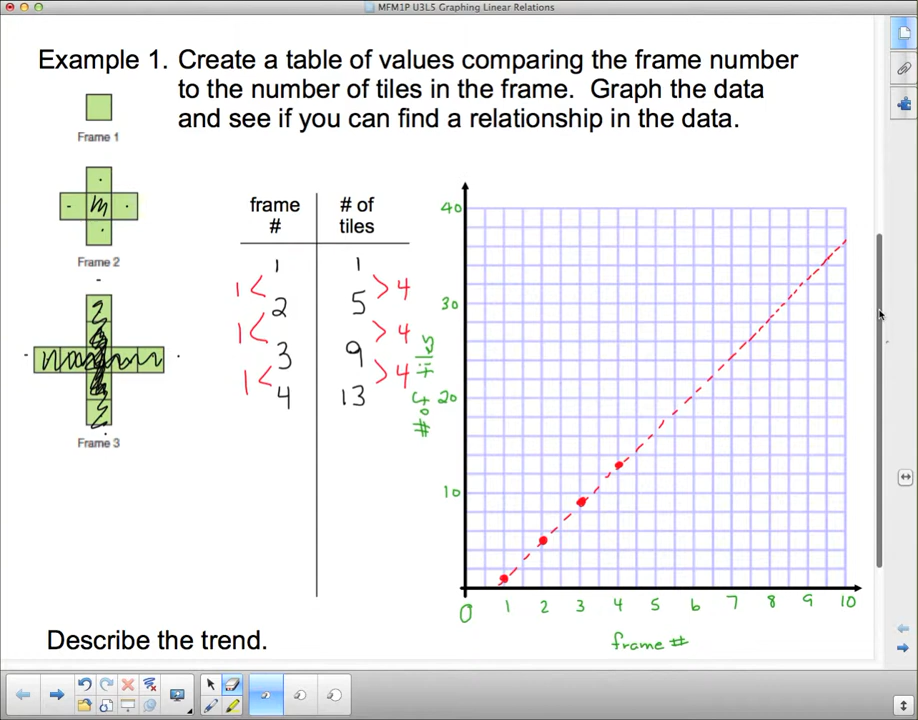 MFM1P U3L5 Graphing Linear Relations
Example 1. Create a table of values comparing the frame number
to the number of tiles in the frame. Graph the data
and see if you can find a relationship in the data.
Frame 1
Frame 2
Frame 3
frame # | # of tiles
1 | 1
1 < > 4
2 | 5
1 < > 4
3 | 9
1 < > 4
4 | 13
# of tiles
40
30
20
10
0 1 2 3 4 5 6 7 8 9 10
frame #
Describe the trend.